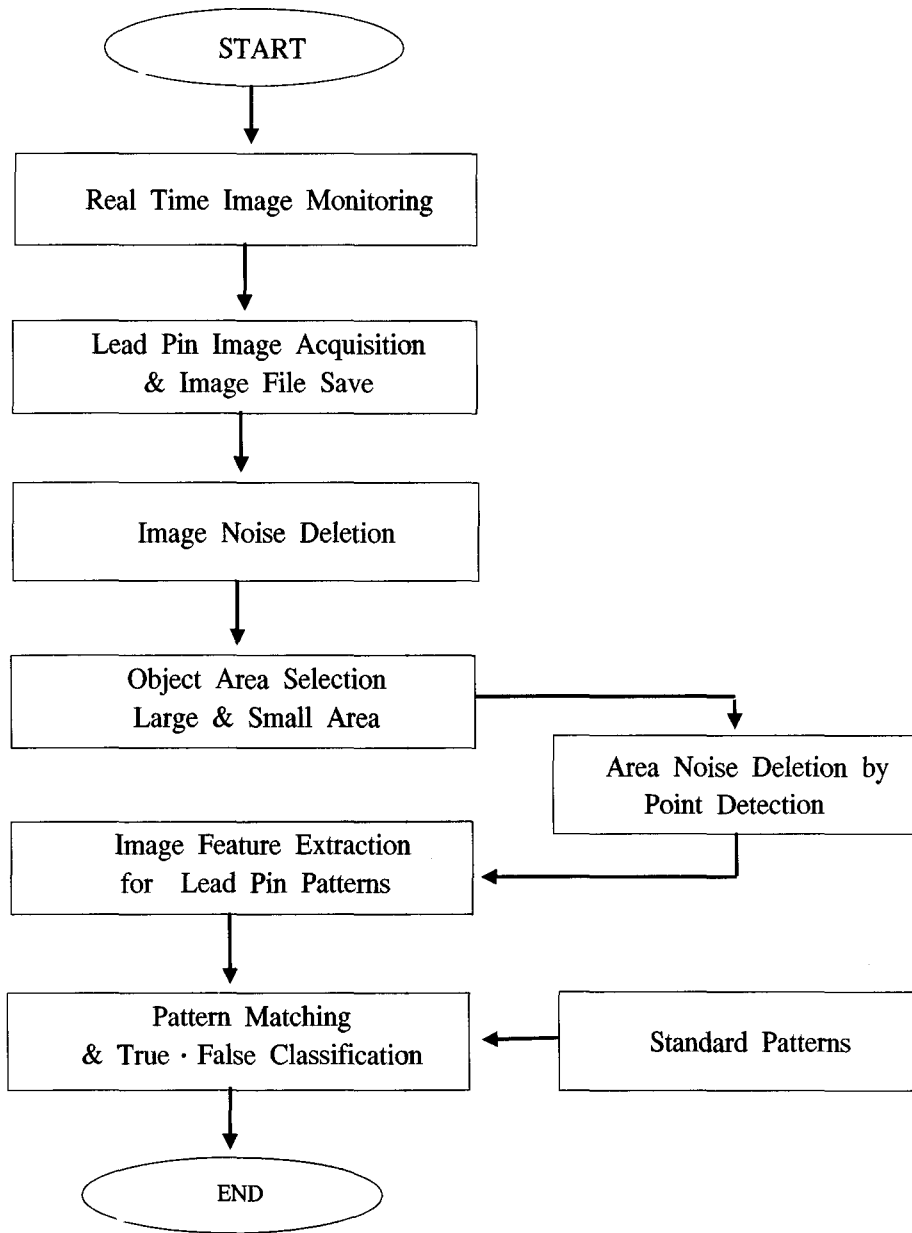 START
Real Time Image Monitoring
Lead Pin Image Acquisition
& Image File Save
Image Noise Deletion
Object Area Selection
Large & Small Area
Area Noise Deletion by
Point Detection
Image Feature Extraction
for Lead Pin Patterns
Pattern Matching
& True · False Classification
Standard Patterns
END